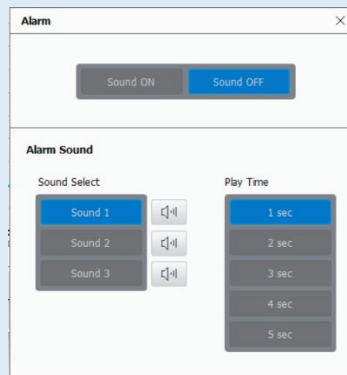 Alarm
Sound ON Sound OFF
Alarm Sound
Sound Select
Sound 1
Sound 2
Sound 3
Play Time
1 sec
2 sec
3 sec
4 sec
5 sec